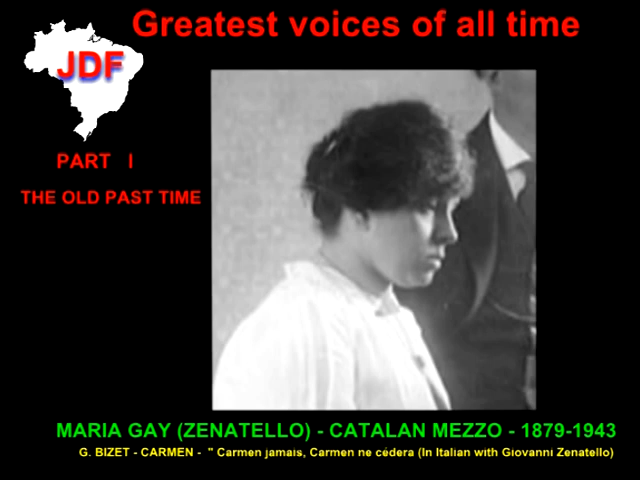 Greatest voices of all time
JDF
PART I
THE OLD PAST TIME
MARIA GAY (ZENATELLO) - CATALAN MEZZO - 1879-1943
G. BIZET - CARMEN - " Carmen jamais, Carmen ne cédera (In Italian with Giovanni Zenatello)